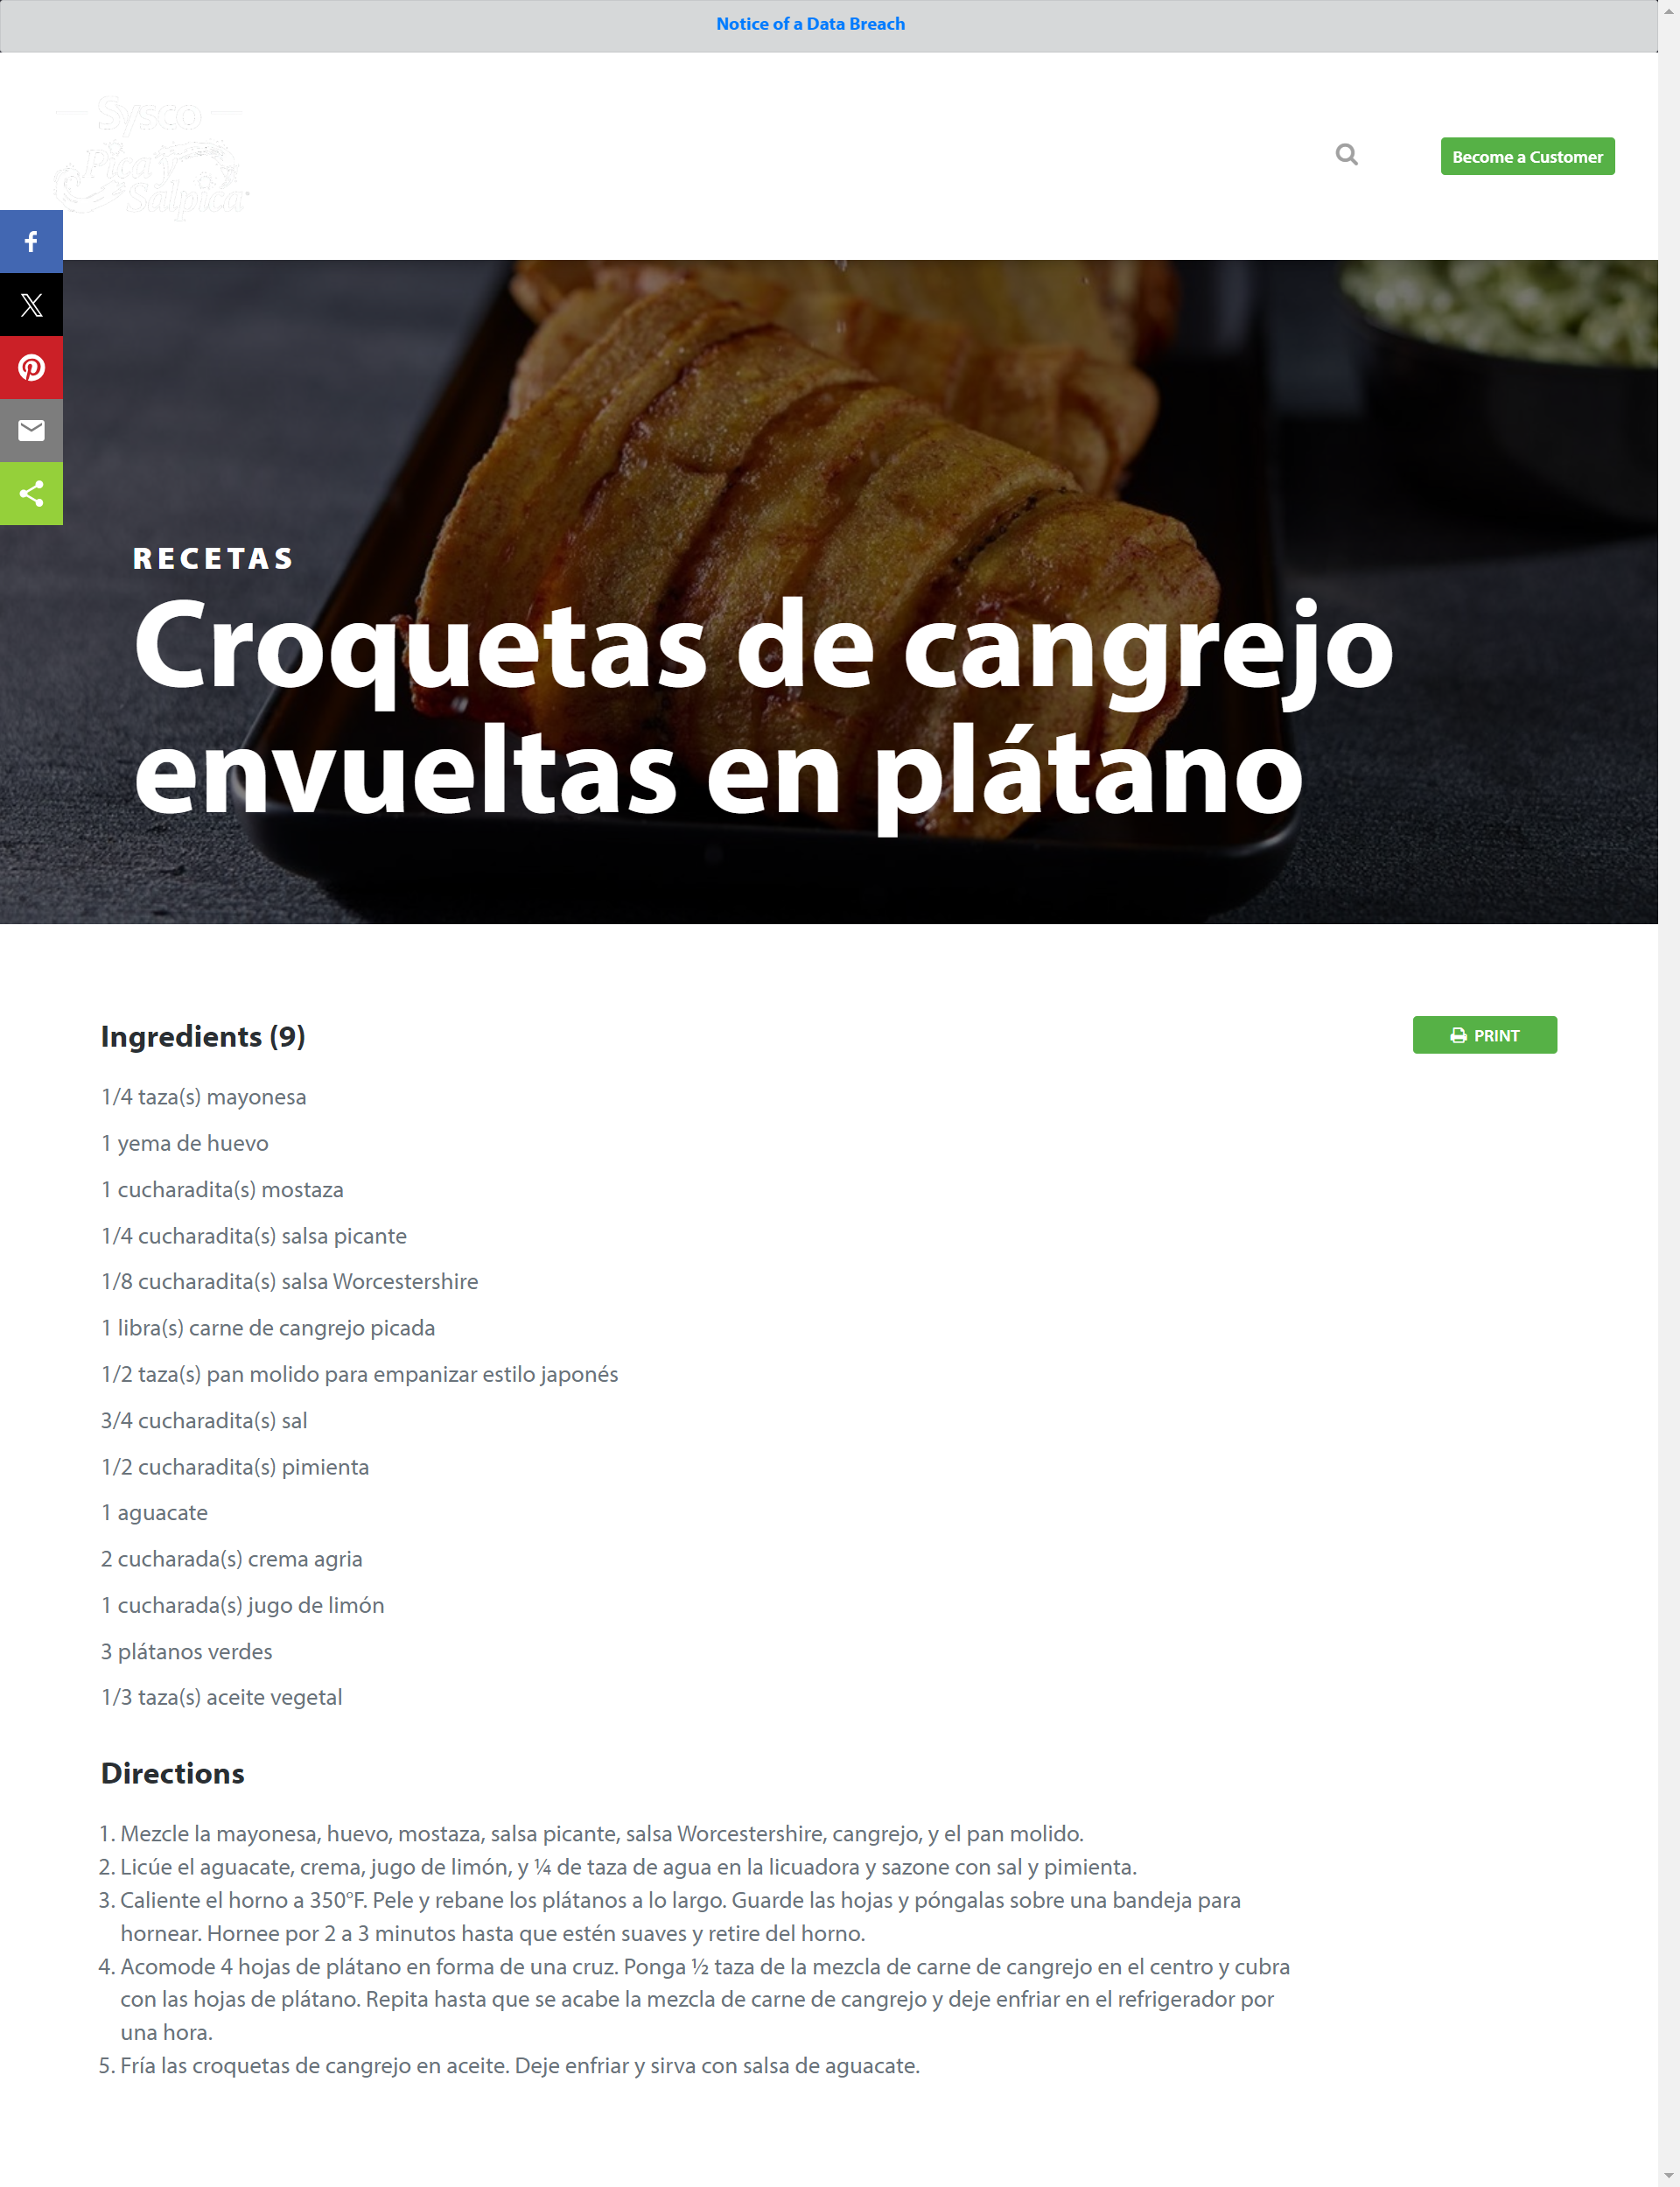 Notice of a Data Breach
Sysco
Pica y
Salpica
Become a Customer
RECETAS
Croquetas de cangrejo
envueltas en plátano
Ingredients (9)
PRINT
1/4 taza(s) mayonesa
1 yema de huevo
1 cucharadita(s) mostaza
1/4 cucharadita(s) salsa picante
1/8 cucharadita(s) salsa Worcestershire
1 libra(s) carne de cangrejo picada
1/2 taza(s) pan molido para empanizar estilo japonés
3/4 cucharadita(s) sal
1/2 cucharadita(s) pimienta
1 aguacate
2 cucharada(s) crema agria
1 cucharada(s) jugo de limón
3 plátanos verdes
1/3 taza(s) aceite vegetal
Directions
1. Mezcle la mayonesa, huevo, mostaza, salsa picante, salsa Worcestershire, cangrejo, y el pan molido.
2. Licúe el aguacate, crema, jugo de limón, y ¼ de taza de agua en la licuadora y sazone con sal y pimienta.
3. Caliente el horno a 350°F. Pele y rebane los plátanos a lo largo. Guarde las hojas y póngalas sobre una bandeja para
hornear. Hornee por 2 a 3 minutos hasta que estén suaves y retire del horno.
4. Acomode 4 hojas de plátano en forma de una cruz. Ponga ½ taza de la mezcla de carne de cangrejo en el centro y cubra
con las hojas de plátano. Repita hasta que se acabe la mezcla de carne de cangrejo y deje enfriar en el refrigerador por
una hora.
5. Fría las croquetas de cangrejo en aceite. Deje enfriar y sirva con salsa de aguacate.